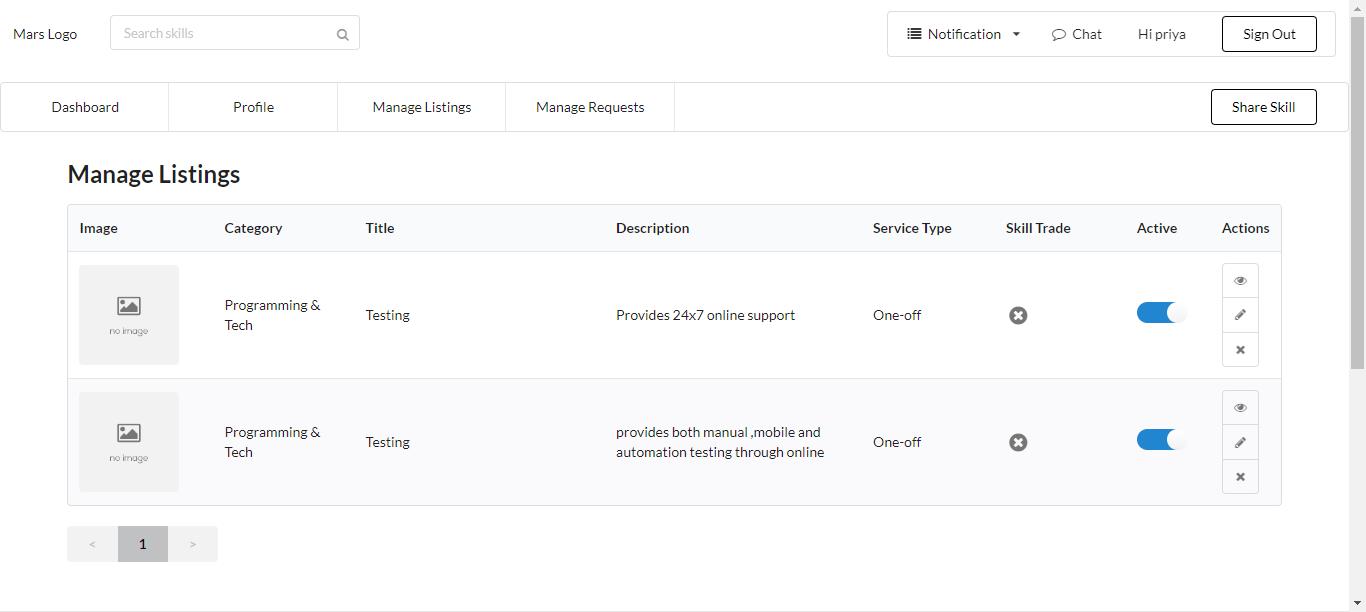 Mars Logo
Search skills
Notification
Chat
Hi priya
Sign Out
Dashboard
Profile
Manage Listings
Manage Requests
Share Skill
Manage Listings
Image
Category
Title
Description
Service Type
Skill Trade
Active
Actions
no image
Programming &
Tech
Testing
Provides 24x7 online support
One-off
no image
Programming &
Tech
Testing
provides both manual ,mobile and
automation testing through online
One-off
< 1 >